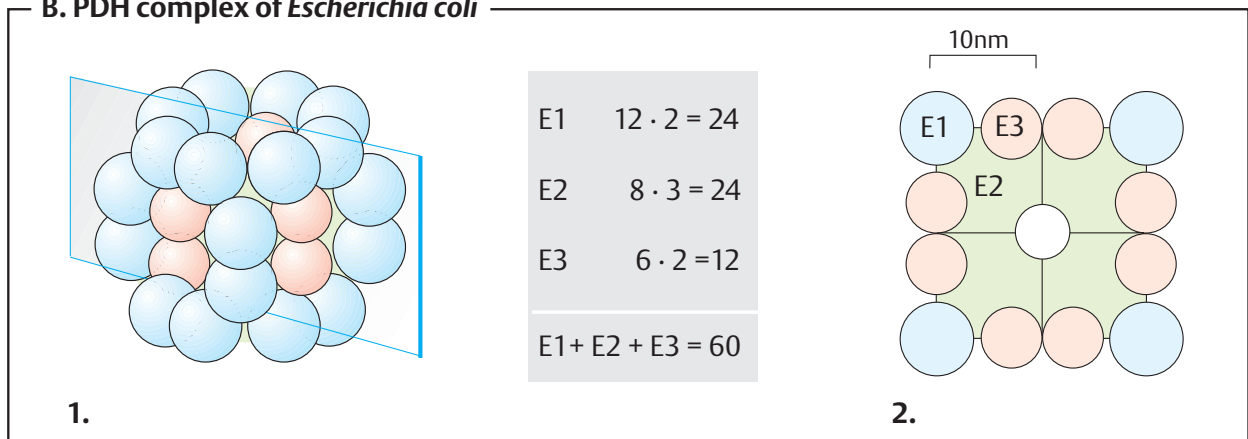 B. PDH complex of Escherichia coli
E1 12 · 2 = 24
E2 8 · 3 = 24
E3 6 · 2 =12
E1+ E2 + E3 = 60
1.
10nm
E1 E3
E2
2.